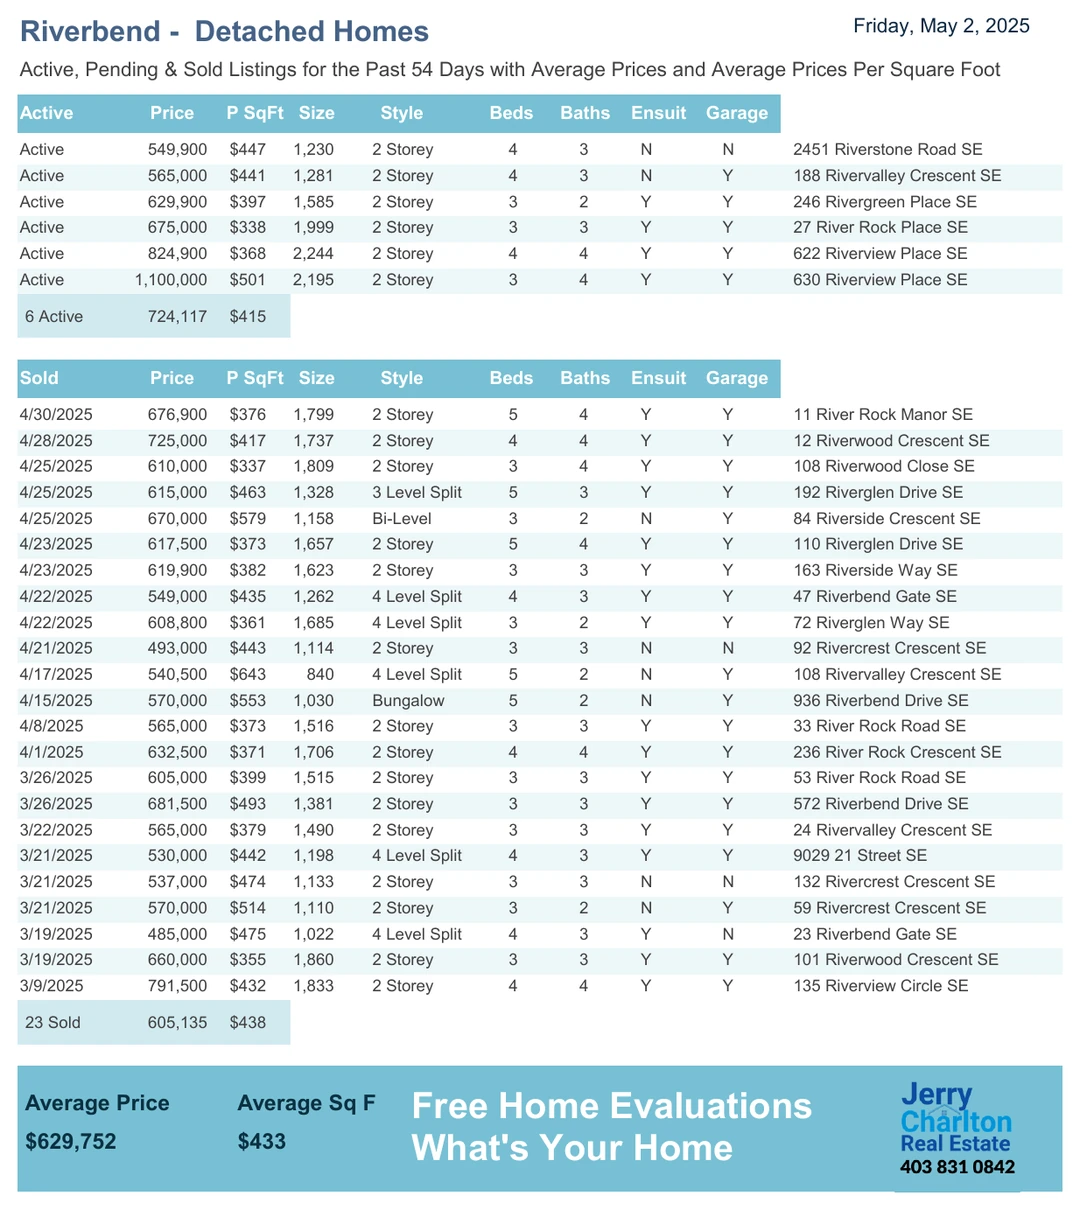 Riverbend - Detached Homes
Friday, May 2, 2025
Active, Pending & Sold Listings for the Past 54 Days with Average Prices and Average Prices Per Square Foot
Active Price P SqFt Size Style Beds Baths Ensuit Garage
Active 549,900 $447 1,230 2 Storey 4 3 N N 2451 Riverstone Road SE
Active 565,000 $441 1,281 2 Storey 4 3 N Y 188 Rivervalley Crescent SE
Active 629,900 $397 1,585 2 Storey 3 2 Y Y 246 Rivergreen Place SE
Active 675,000 $338 1,999 2 Storey 3 3 Y Y 27 River Rock Place SE
Active 824,900 $368 2,244 2 Storey 4 4 Y Y 622 Riverview Place SE
Active 1,100,000 $501 2,195 2 Storey 3 4 Y Y 630 Riverview Place SE
6 Active 724,117 $415
Sold Price P SqFt Size Style Beds Baths Ensuit Garage
4/30/2025 676,900 $376 1,799 2 Storey 5 4 Y Y 11 River Rock Manor SE
4/28/2025 725,000 $417 1,737 2 Storey 4 4 Y Y 12 Riverwood Crescent SE
4/25/2025 610,000 $337 1,809 2 Storey 3 4 Y Y 108 Riverwood Close SE
4/25/2025 615,000 $463 1,328 3 Level Split 5 3 Y Y 192 Riverglen Drive SE
4/25/2025 670,000 $579 1,158 Bi-Level 3 2 N Y 84 Riverside Crescent SE
4/23/2025 617,500 $373 1,657 2 Storey 5 4 Y Y 110 Riverglen Drive SE
4/23/2025 619,900 $382 1,623 2 Storey 3 3 Y Y 163 Riverside Way SE
4/22/2025 549,000 $435 1,262 4 Level Split 4 3 Y Y 47 Riverbend Gate SE
4/22/2025 608,800 $361 1,685 4 Level Split 3 2 Y Y 72 Riverglen Way SE
4/21/2025 493,000 $443 1,114 2 Storey 3 3 N N 92 Rivercrest Crescent SE
4/17/2025 540,500 $643 840 4 Level Split 5 2 N Y 108 Rivervalley Crescent SE
4/15/2025 570,000 $553 1,030 Bungalow 5 2 N Y 936 Riverbend Drive SE
4/8/2025 565,000 $373 1,516 2 Storey 3 3 Y Y 33 River Rock Road SE
4/1/2025 632,500 $371 1,706 2 Storey 4 4 Y Y 236 River Rock Crescent SE
3/26/2025 605,000 $399 1,515 2 Storey 3 3 Y Y 53 River Rock Road SE
3/26/2025 681,500 $493 1,381 2 Storey 3 3 Y Y 572 Riverbend Drive SE
3/22/2025 565,000 $379 1,490 2 Storey 3 3 Y Y 24 Rivervalley Crescent SE
3/21/2025 530,000 $442 1,198 4 Level Split 4 3 Y Y 9029 21 Street SE
3/21/2025 537,000 $474 1,133 2 Storey 3 3 N N 132 Rivercrest Crescent SE
3/21/2025 570,000 $514 1,110 2 Storey 3 2 N Y 59 Rivercrest Crescent SE
3/19/2025 485,000 $475 1,022 4 Level Split 4 3 Y N 23 Riverbend Gate SE
3/19/2025 660,000 $355 1,860 2 Storey 3 3 Y Y 101 Riverwood Crescent SE
3/9/2025 791,500 $432 1,833 2 Storey 4 4 Y Y 135 Riverview Circle SE
23 Sold 605,135 $438
Average Price Average Sq F
$629,752 $433
Free Home Evaluations
What's Your Home
Jerry
Charlton
Real Estate
403 831 0842